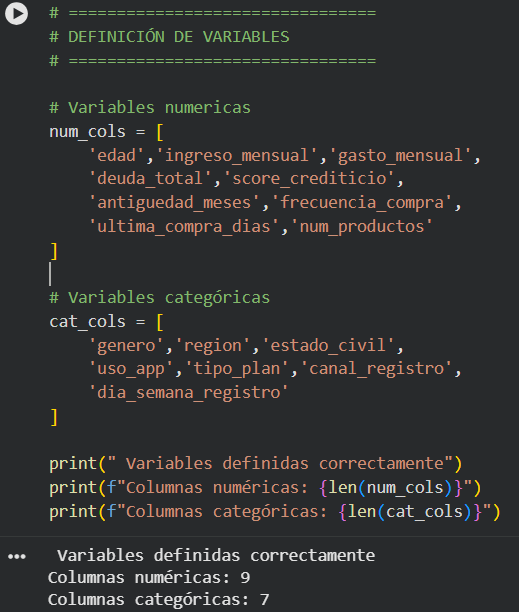 # ================================
# DEFINICIÓN DE VARIABLES
# ================================
# Variables numericas
num_cols = [
    'edad','ingreso_mensual','gasto_mensual',
    'deuda_total','score_crediticio',
    'antiguedad_meses','frecuencia_compra',
    'ultima_compra_dias','num_productos'
]
# Variables categóricas
cat_cols = [
    'genero','region','estado_civil',
    'uso_app','tipo_plan','canal_registro',
    'dia_semana_registro'
]
print(" Variables definidas correctamente")
print(f"Columnas numéricas: {len(num_cols)}")
print(f"Columnas categóricas: {len(cat_cols)}")
 Variables definidas correctamente
Columnas numéricas: 9
Columnas categóricas: 7